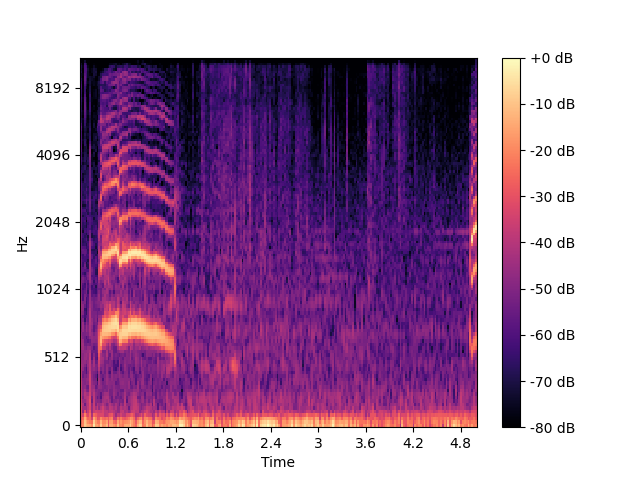 8192
4096
2048
1024
512
0
Hz
0 0.6 1.2 1.8 2.4 3 3.6 4.2 4.8
Time
+0 dB
-10 dB
-20 dB
-30 dB
-40 dB
-50 dB
-60 dB
-70 dB
-80 dB